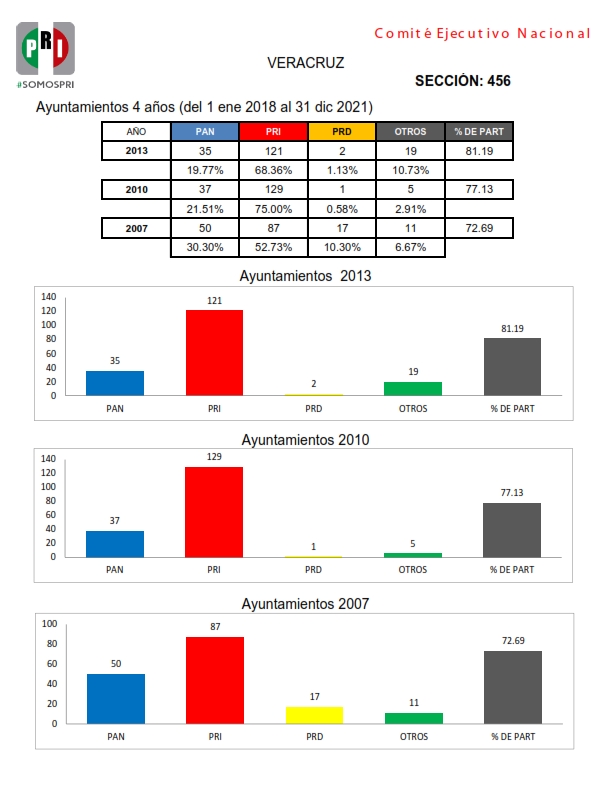 Comité Ejecutivo Nacional
PRI
#SOMOSPRI
VERACRUZ
SECCIÓN: 456
Ayuntamientos 4 años (del 1 ene 2018 al 31 dic 2021)
AÑO PAN PRI PRD OTROS % DE PART
2013 35 121 2 19 81.19
19.77% 68.36% 1.13% 10.73%
2010 37 129 1 5 77.13
21.51% 75.00% 0.58% 2.91%
2007 50 87 17 11 72.69
30.30% 52.73% 10.30% 6.67%
Ayuntamientos 2013
140
120
100
80
60
40
20
0
35 121 2 19 81.19
PAN PRI PRD OTROS % DE PART
Ayuntamientos 2010
140
120
100
80
60
40
20
0
37 129 1 5 77.13
PAN PRI PRD OTROS % DE PART
Ayuntamientos 2007
100
80
60
40
20
0
50 87 17 11 72.69
PAN PRI PRD OTROS % DE PART